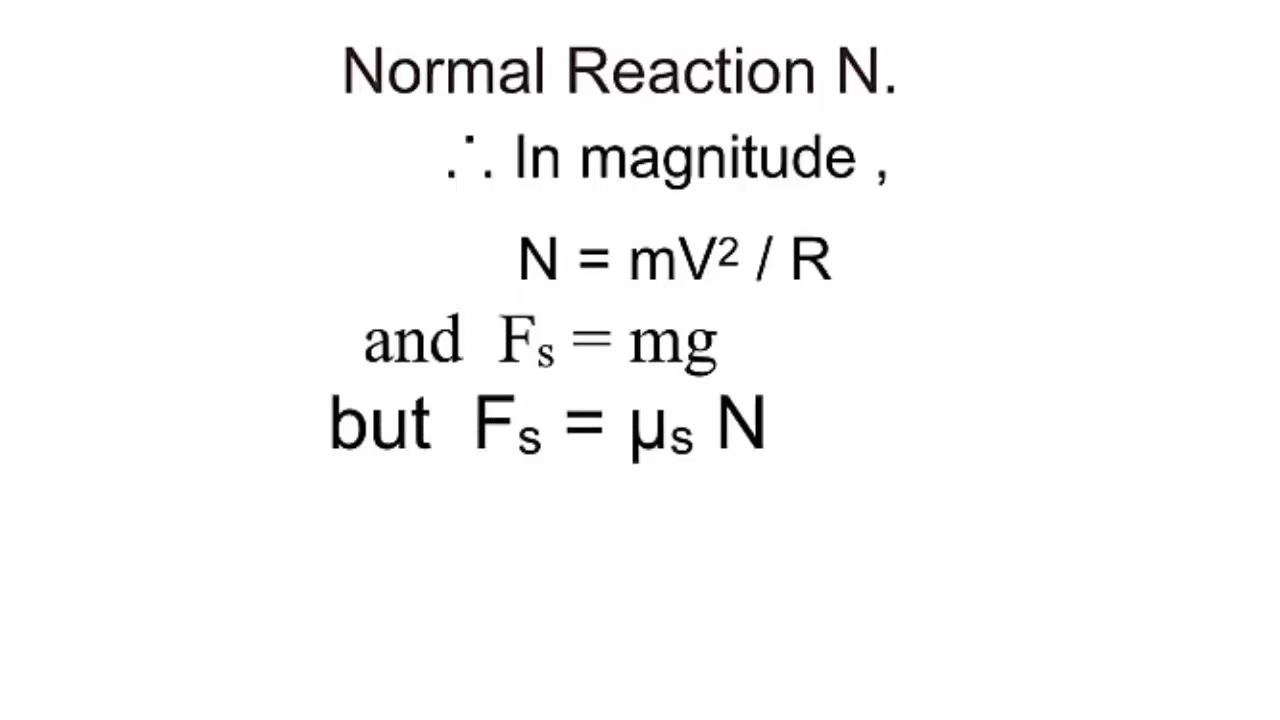 Normal Reaction N.
∴ In magnitude ,
N = mV² / R
and Fₛ = mg
but Fₛ = μₛ N